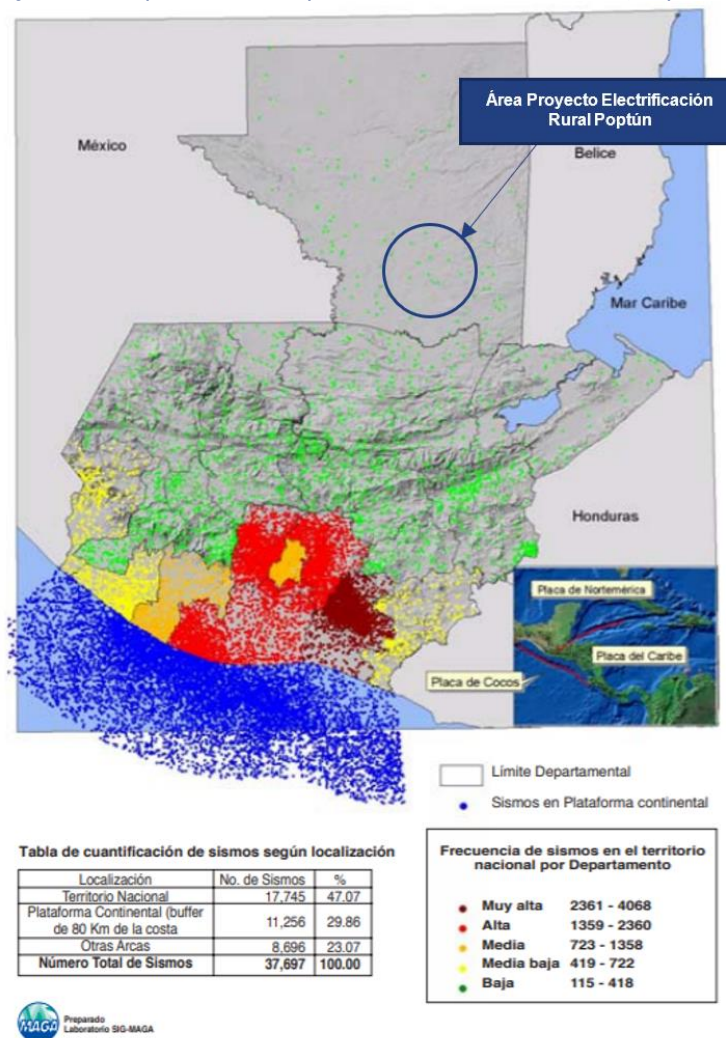 Área Proyecto Electrificación
Rural Poptún
México
Belice
Mar Caribe
Honduras
Placa de Nortemérica
Placa del Caribe
Placa de Cocos
Límite Departamental
Sismos en Plataforma continental
Tabla de cuantificación de sismos según localización
Localización No. de Sismos %
Territorio Nacional 17,745 47.07
Plataforma Continental (buffer
de 80 Km de la costa 11,256 29.86
Otras Arcas 8,696 23.07
Número Total de Sismos 37,697 100.00
Frecuencia de sismos en el territorio
nacional por Departamento
Muy alta 2361 - 4068
Alta 1359 - 2360
Media 723 - 1358
Media baja 419 - 722
Baja 115 - 418
MAGA
Preparado
Laboratorio SIG-MAGA